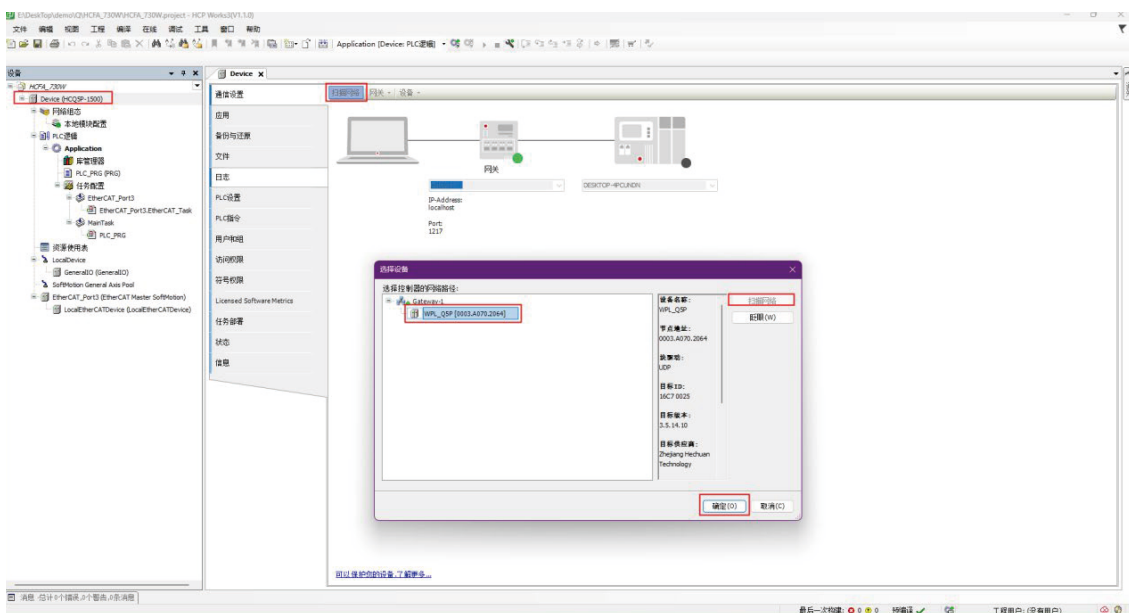 E:\DeskTop\demo\Qi\HCFA_730W\HCFA_730W.project - HCP Works3(V1.1.0)
文件 编辑 视图 工程 编译 在线 调试 工具 窗口 帮助
Application [Device: PLC逻辑]
设备
HCFA_730W
Device (HCQ5P-1500)
网络组态
本地模块配置
PLC逻辑
Application
库管理器
PLC_PRG (PRG)
任务配置
EtherCAT_Port3
EtherCAT_Port3.EtherCAT_Task
MainTask
PLC_PRG
资源使用表
LocalDevice
GeneralIO (GeneralIO)
SoftMotion General Axis Pool
EtherCAT_Port3 (EtherCAT Master SoftMotion)
LocalEtherCATDevice (LocalEtherCATDevice)
Device
通信设置
应用
备份与还原
文件
日志
PLC设置
PLC指令
用户和组
访问权限
符号权限
Licensed Software Metrics
任务部署
状态
信息
扫描网络 网关 设备
网关
DESKTOP-4PCUNDN
IP-Address:
localhost
Port:
1217
选择设备
选择控制器的网络路径:
Gateway-1
WPL_Q5P [0003.A070.2064]
设备名称:
WPL_Q5P
节点地址:
0003.A070.2064
块驱动:
UDP
目标ID:
16C7 0025
目标版本:
3.5.14.10
目标供应商:
Zhejiang Hechuan
Technology
扫描网络
眨眼(W)
确定(O) 取消(C)
可以保护您的设备.了解更多...
消息 -总计 0个错误,0个警告,0条消息
最后一次构建: 0 0 预编译 工程用户: (没有用户)